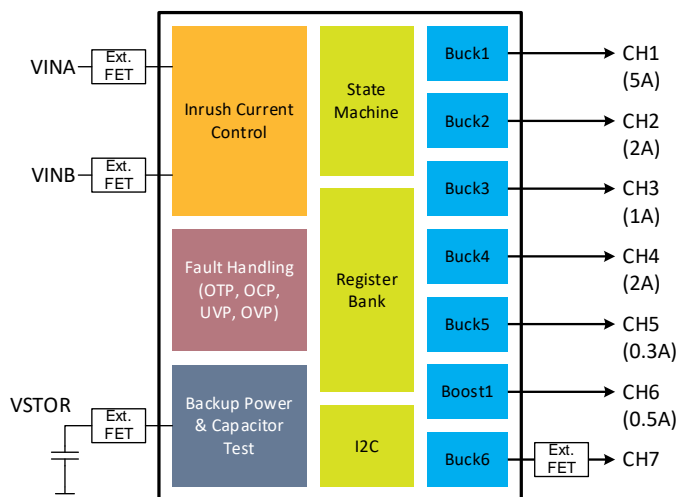 VINA
Ext.
FET
VINB
Ext.
FET
VSTOR
Ext.
FET
Inrush Current
Control
Fault Handling
(OTP, OCP,
UVP, OVP)
Backup Power
& Capacitor
Test
State
Machine
Register
Bank
I2C
Buck1
Buck2
Buck3
Buck4
Buck5
Boost1
Buck6
Ext.
FET
CH1
(5A)
CH2
(2A)
CH3
(1A)
CH4
(2A)
CH5
(0.3A)
CH6
(0.5A)
CH7